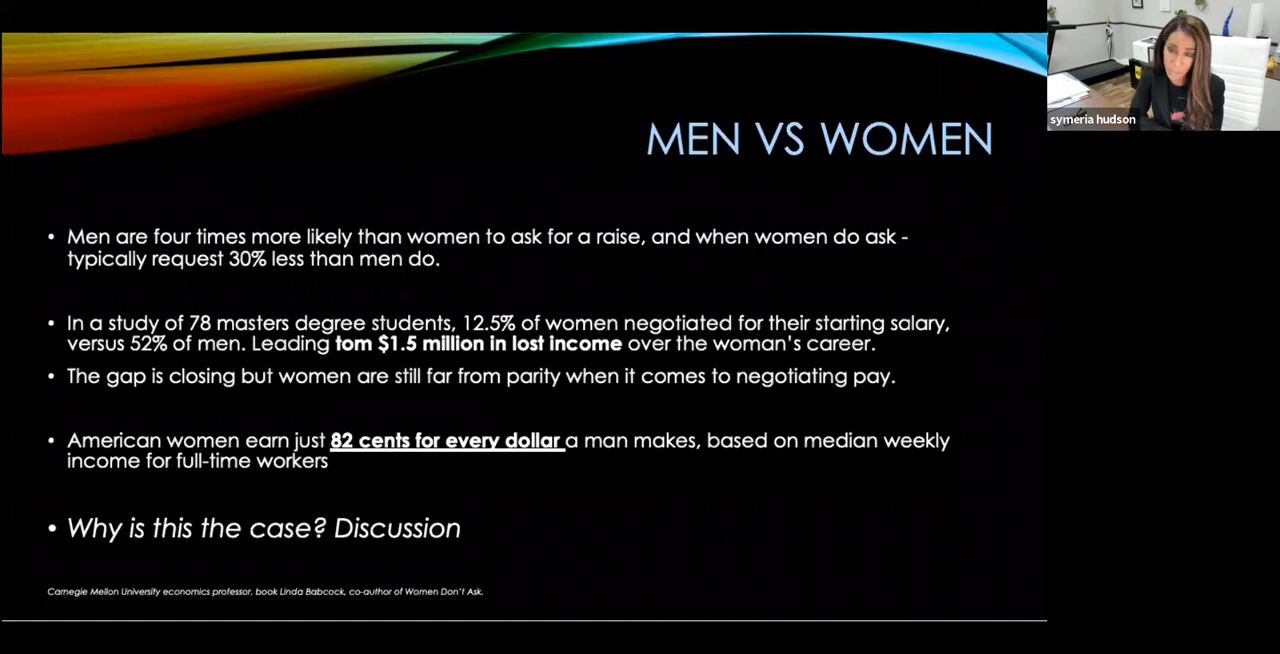 symeria hudson
MEN VS WOMEN
• Men are four times more likely than women to ask for a raise, and when women do ask -
typically request 30% less than men do.
• In a study of 78 masters degree students, 12.5% of women negotiated for their starting salary,
versus 52% of men. Leading tom $1.5 million in lost income over the woman's career.
• The gap is closing but women are still far from parity when it comes to negotiating pay.
• American women earn just 82 cents for every dollar a man makes, based on median weekly
income for full-time workers
• Why is this the case? Discussion
Carnegie Mellon University economics professor, book Linda Babcock, co-author of Women Don't Ask.